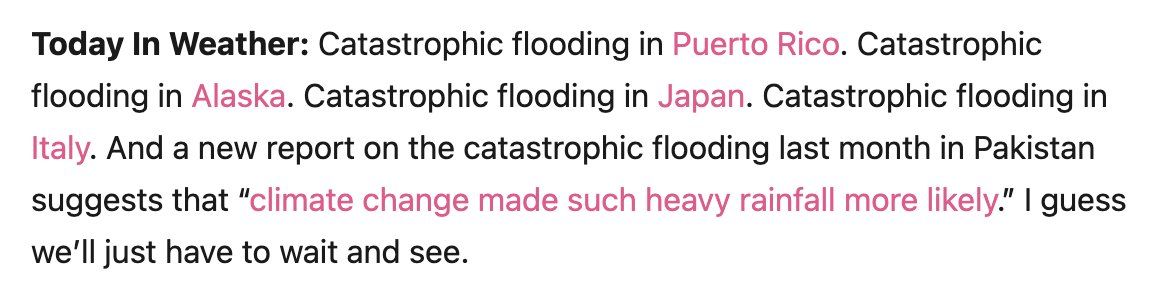 Today In Weather: Catastrophic flooding in Puerto Rico. Catastrophic
flooding in Alaska. Catastrophic flooding in Japan. Catastrophic flooding in
Italy. And a new report on the catastrophic flooding last month in Pakistan
suggests that “climate change made such heavy rainfall more likely.” I guess
we’ll just have to wait and see.